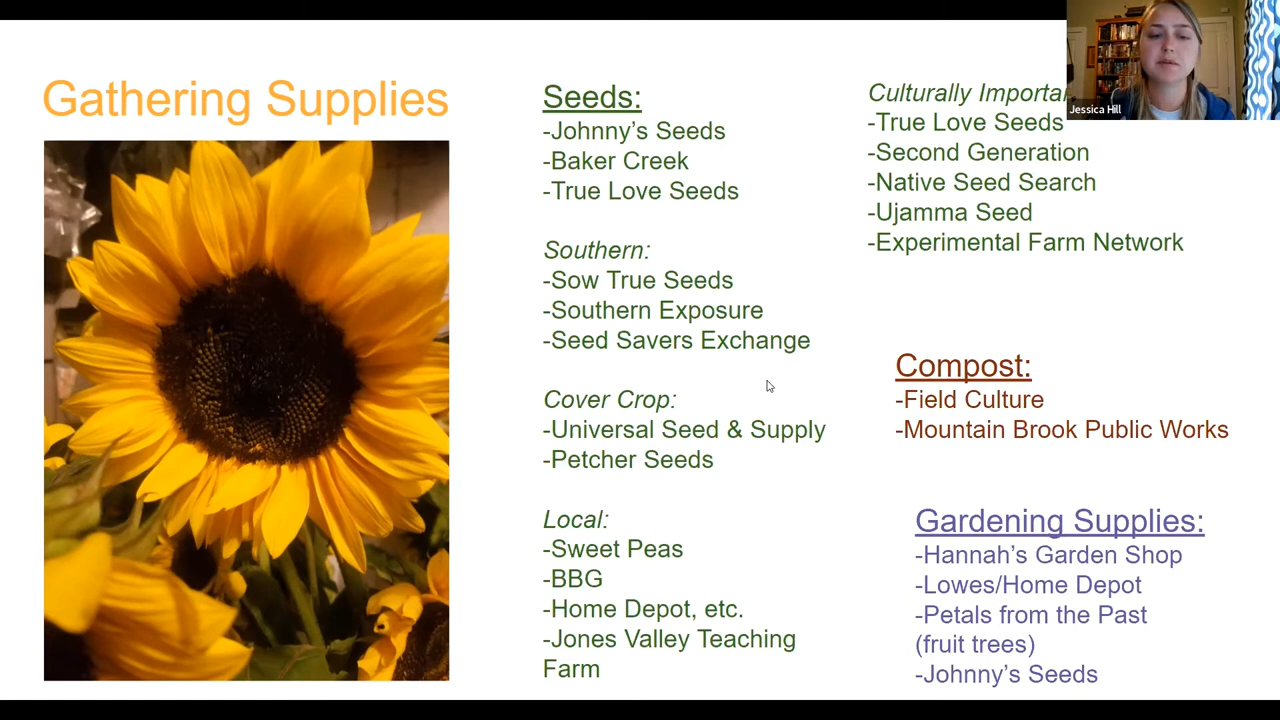 Gathering Supplies
Seeds:
-Johnny's Seeds
-Baker Creek
-True Love Seeds
Southern:
-Sow True Seeds
-Southern Exposure
-Seed Savers Exchange
Cover Crop:
-Universal Seed & Supply
-Petcher Seeds
Local:
-Sweet Peas
-BBG
-Home Depot, etc.
-Jones Valley Teaching
Farm
Culturally
-True Love Seeds
-Second Generation
-Native Seed Search
-Ujamma Seed
-Experimental Farm Network
Compost:
-Field Culture
-Mountain Brook Public Works
Gardening Supplies:
-Hannah's Garden Shop
-Lowes/Home Depot
-Petals from the Past
(fruit trees)
-Johnny's Seeds
Jessica Hill